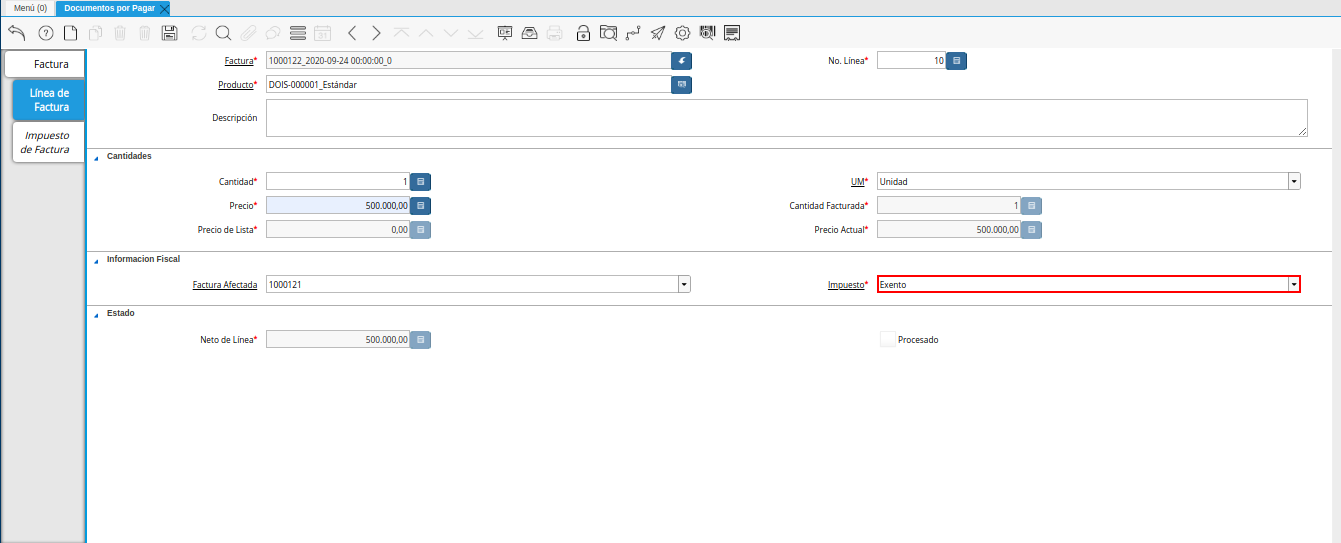 Menú (0)
Documentos por Pagar
Factura
Línea de
Factura
Impuesto
de Factura
Factura* 1000122_2020-09-24 00:00:00_0
No. Línea* 10
Producto* DOIS-000001_Estándar
Descripción
Cantidades
Cantidad* 1
UM* Unidad
Precio* 500.000,00
Cantidad Facturada* 1
Precio de Lista* 0,00
Precio Actual* 500.000,00
Informacion Fiscal
Factura Afectada 1000121
Impuesto* Exento
Estado
Neto de Línea* 500.000,00
Procesado